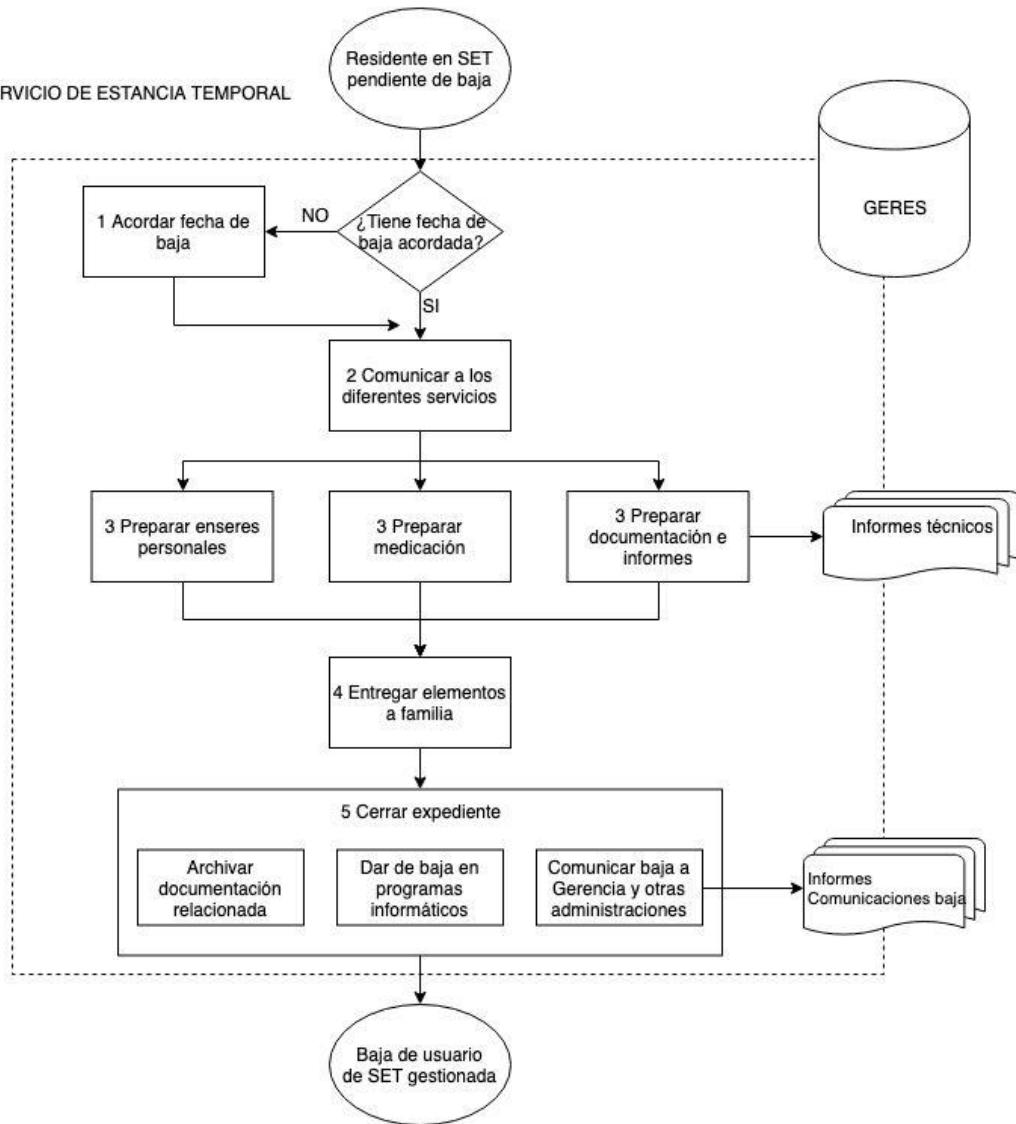 Residente en SET
pendiente de baja
RVICIO DE ESTANCIA TEMPORAL
GERES
1 Acordar fecha de
baja
NO
¿Tiene fecha de
baja acordada?
SI
2 Comunicar a los
diferentes servicios
3 Preparar enseres
personales
3 Preparar
medicación
3 Preparar
documentación e
informes
Informes técnicos
4 Entregar elementos
a familia
5 Cerrar expediente
Archivar
documentación
relacionada
Dar de baja en
programas
informáticos
Comunicar baja a
Gerencia y otras
administraciones
Informes
Comunicaciones baja
Baja de usuario
de SET gestionada